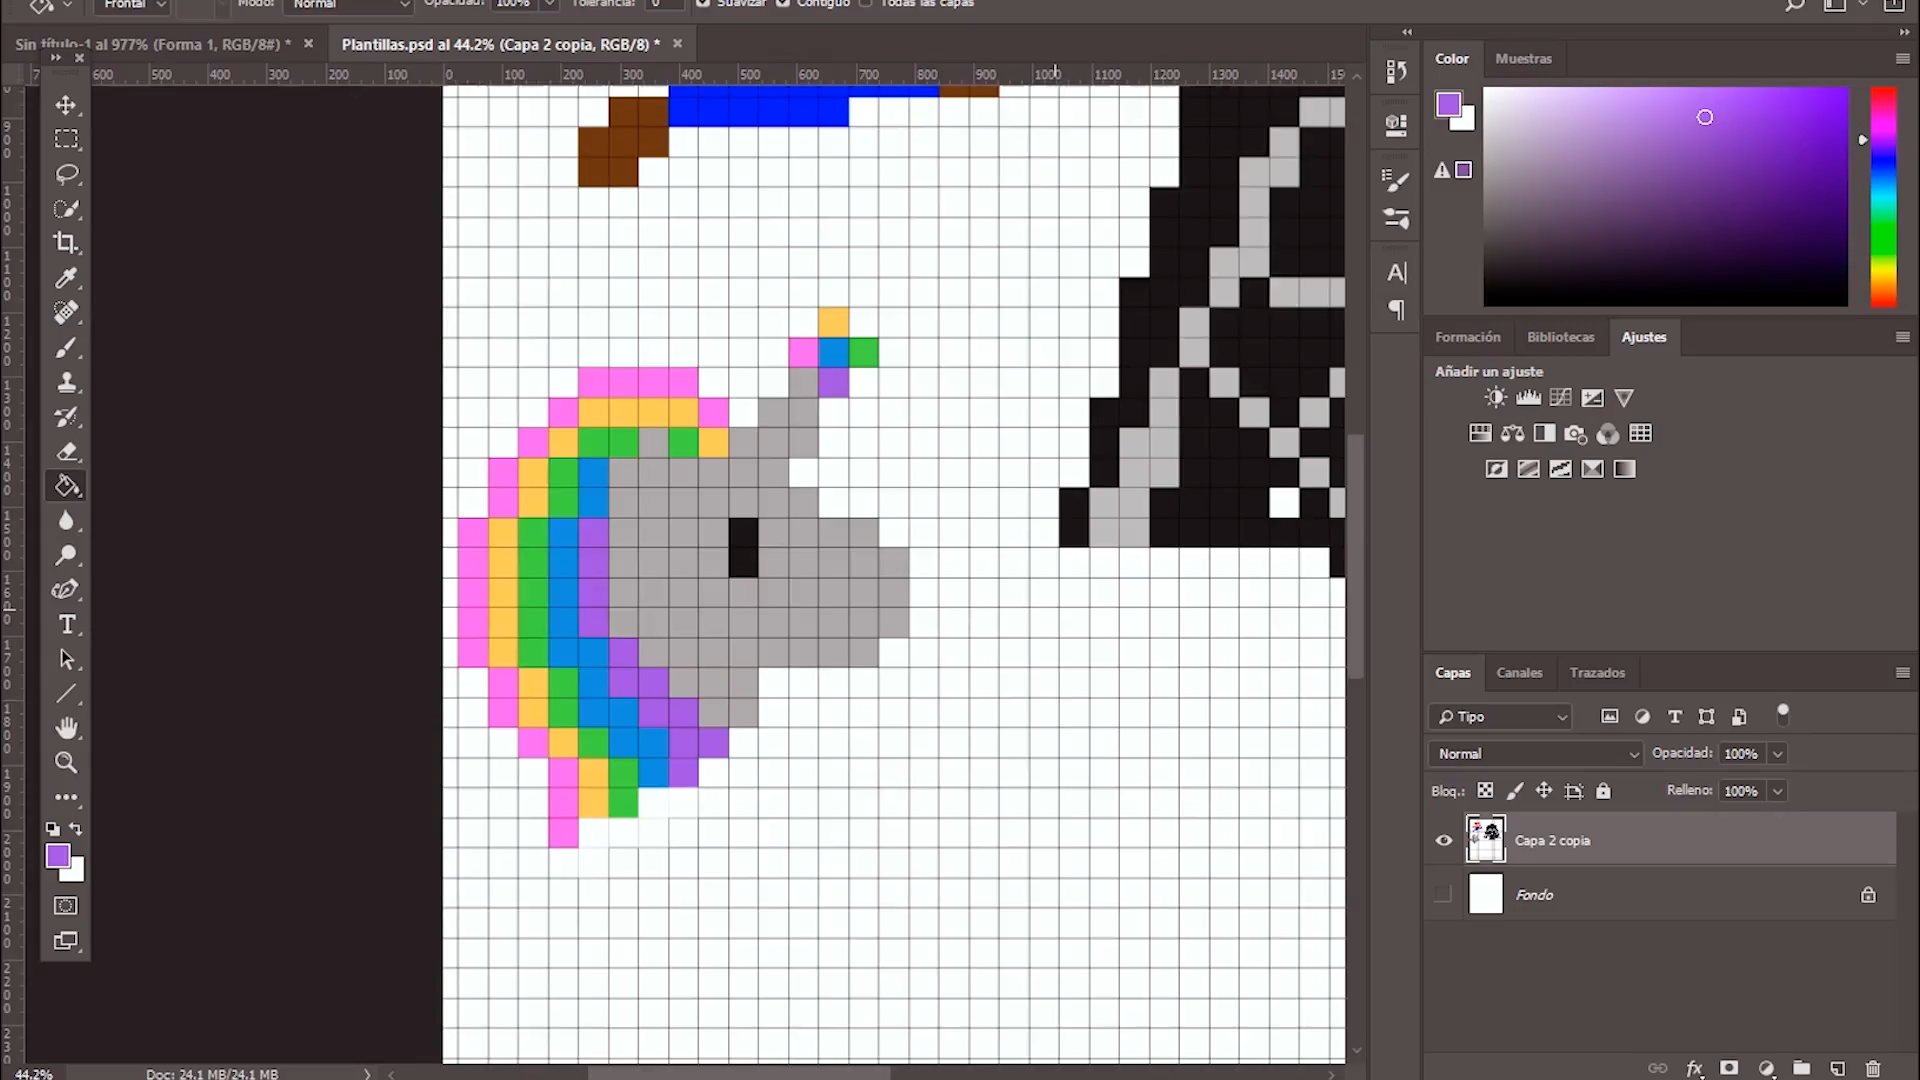 Frontal Modo: Normal Opacidad: 100% Tolerancia: 0 Suavizar Contiguo Todas las capas
Sin título-1 al 977% (Forma 1, RGB/8#) * Plantillas.psd al 44.2% (Capa 2 copia, RGB/8) *
600 500 400 300 200 100 0 100 200 300 400 500 600 700 800 900 1000 1100 1200 1300 1400
Color Muestras
Formación Bibliotecas Ajustes
Añadir un ajuste
Capas Canales Trazados
Tipo
Normal Opacidad: 100%
Bloq.: Relleno: 100%
Capa 2 copia
Fondo
44.2% Doc: 24.1 MB/24.1 MB